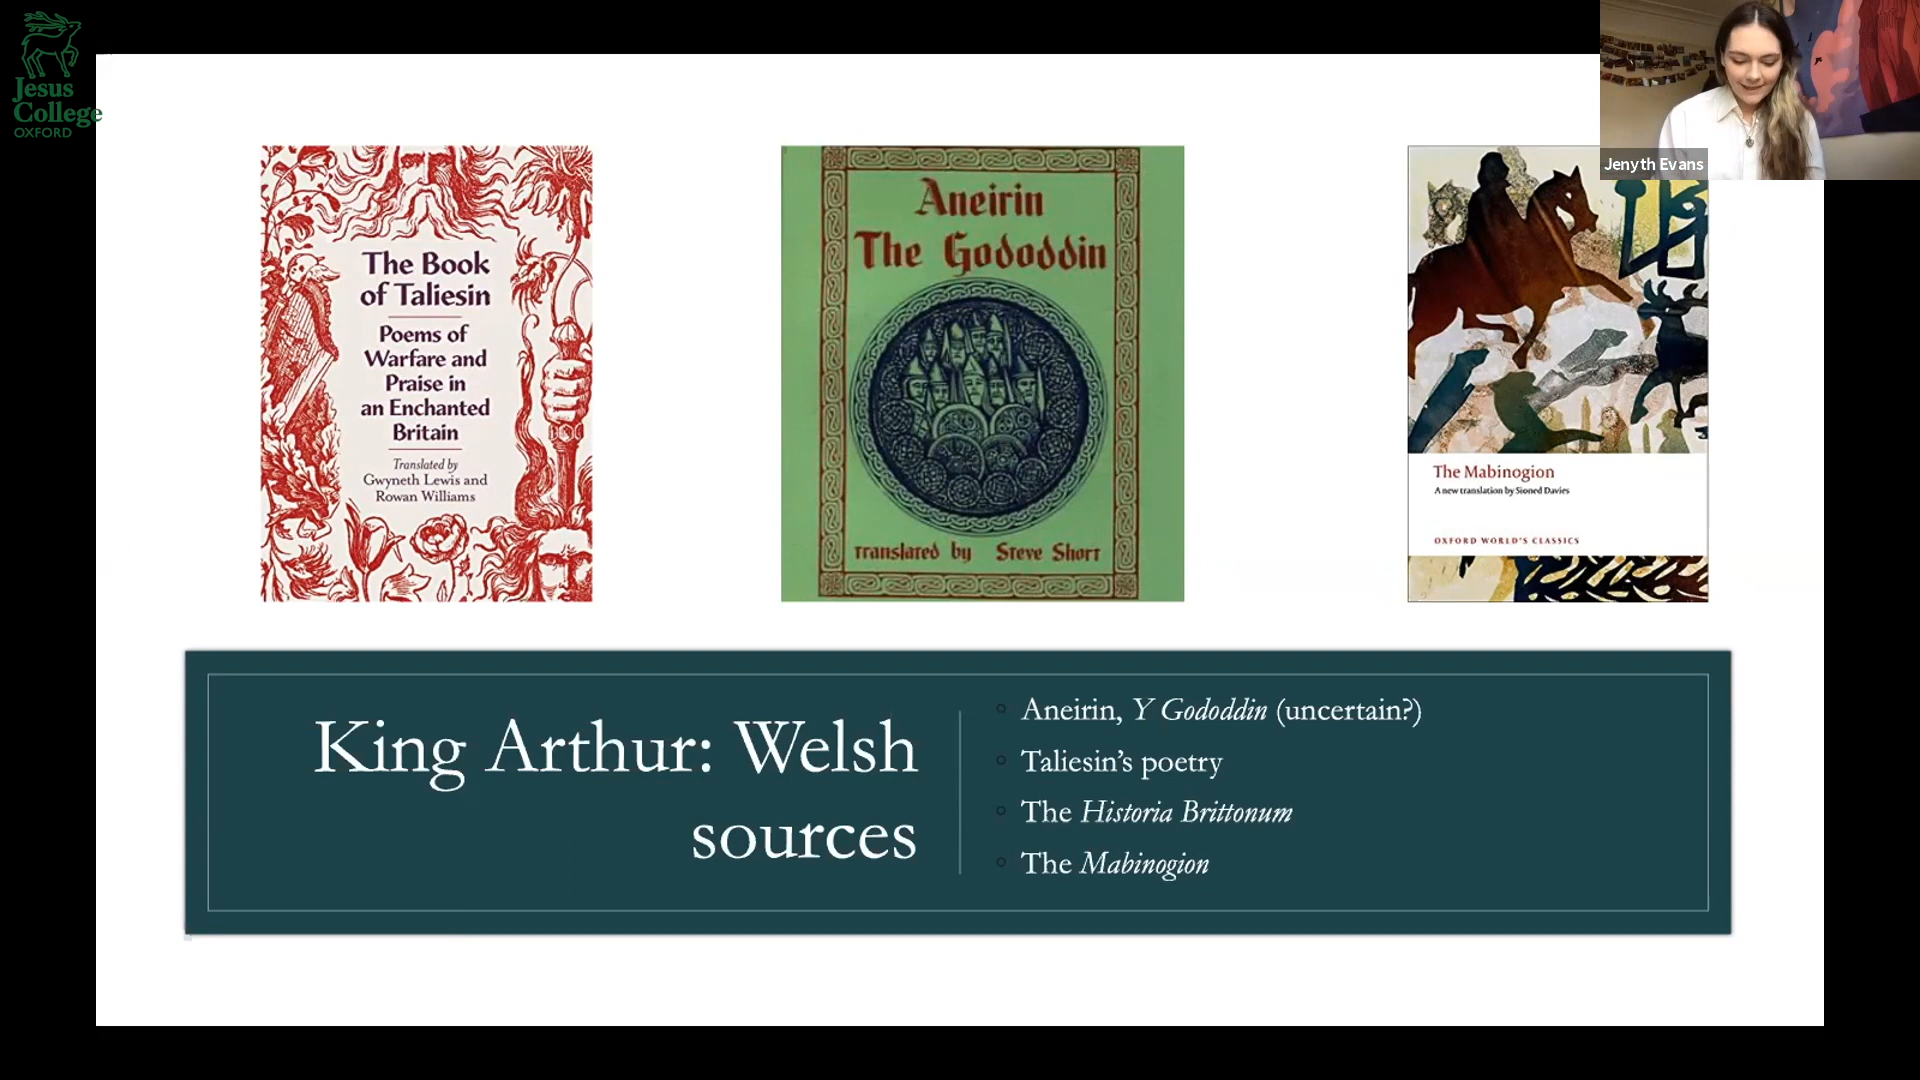 Jesus
College
OXFORD
Jenyth Evans
The Book
of Taliesin
Poems of
Warfare and
Praise in
an Enchanted
Britain
Translated by
Gwyneth Lewis and
Rowan Williams
Aneirin
The Gododdin
translated by Steve Short
The Mabinogion
A new translation by Sioned Davies
OXFORD WORLD'S CLASSICS
King Arthur: Welsh
sources
Aneirin, Y Gododdin (uncertain?)
Taliesin's poetry
The Historia Brittonum
The Mabinogion